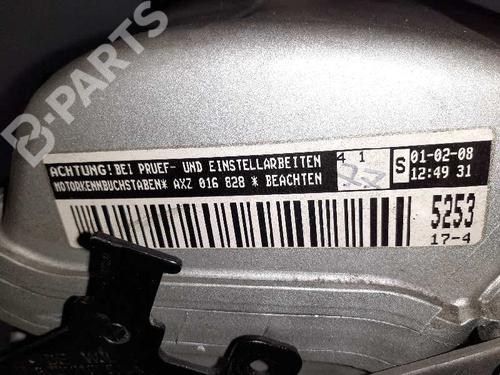 B-PARTS
ACHTUNG! BEI PRUEF- UND EINSTELLARBEITEN
MOTORKENNBUCHSTABEN* AXZ 016 828 * BEACHTEN
4 1
S
01-02-08
12:49 31
5253
17-4